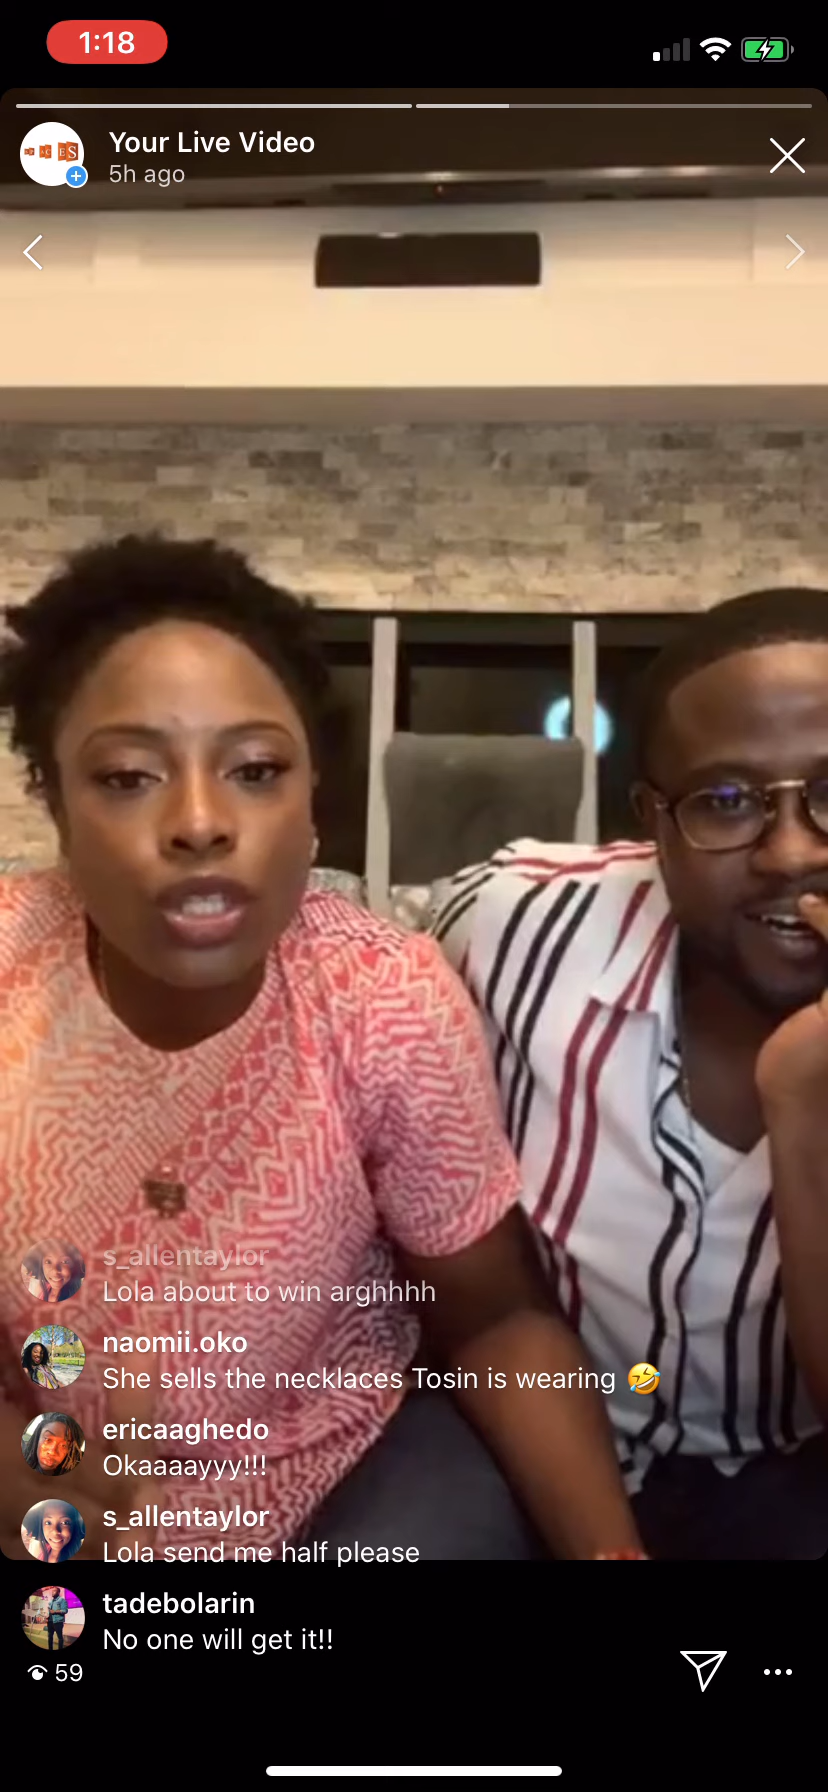 1:18
Your Live Video
5h ago
s_allentaylor
Lola about to win arghhhh
naomii.oko
She sells the necklaces Tosin is wearing 🤣
ericaaghedo
Okaaaayyy!!!
s_allentaylor
Lola send me half please
tadebolarin
No one will get it!!
59